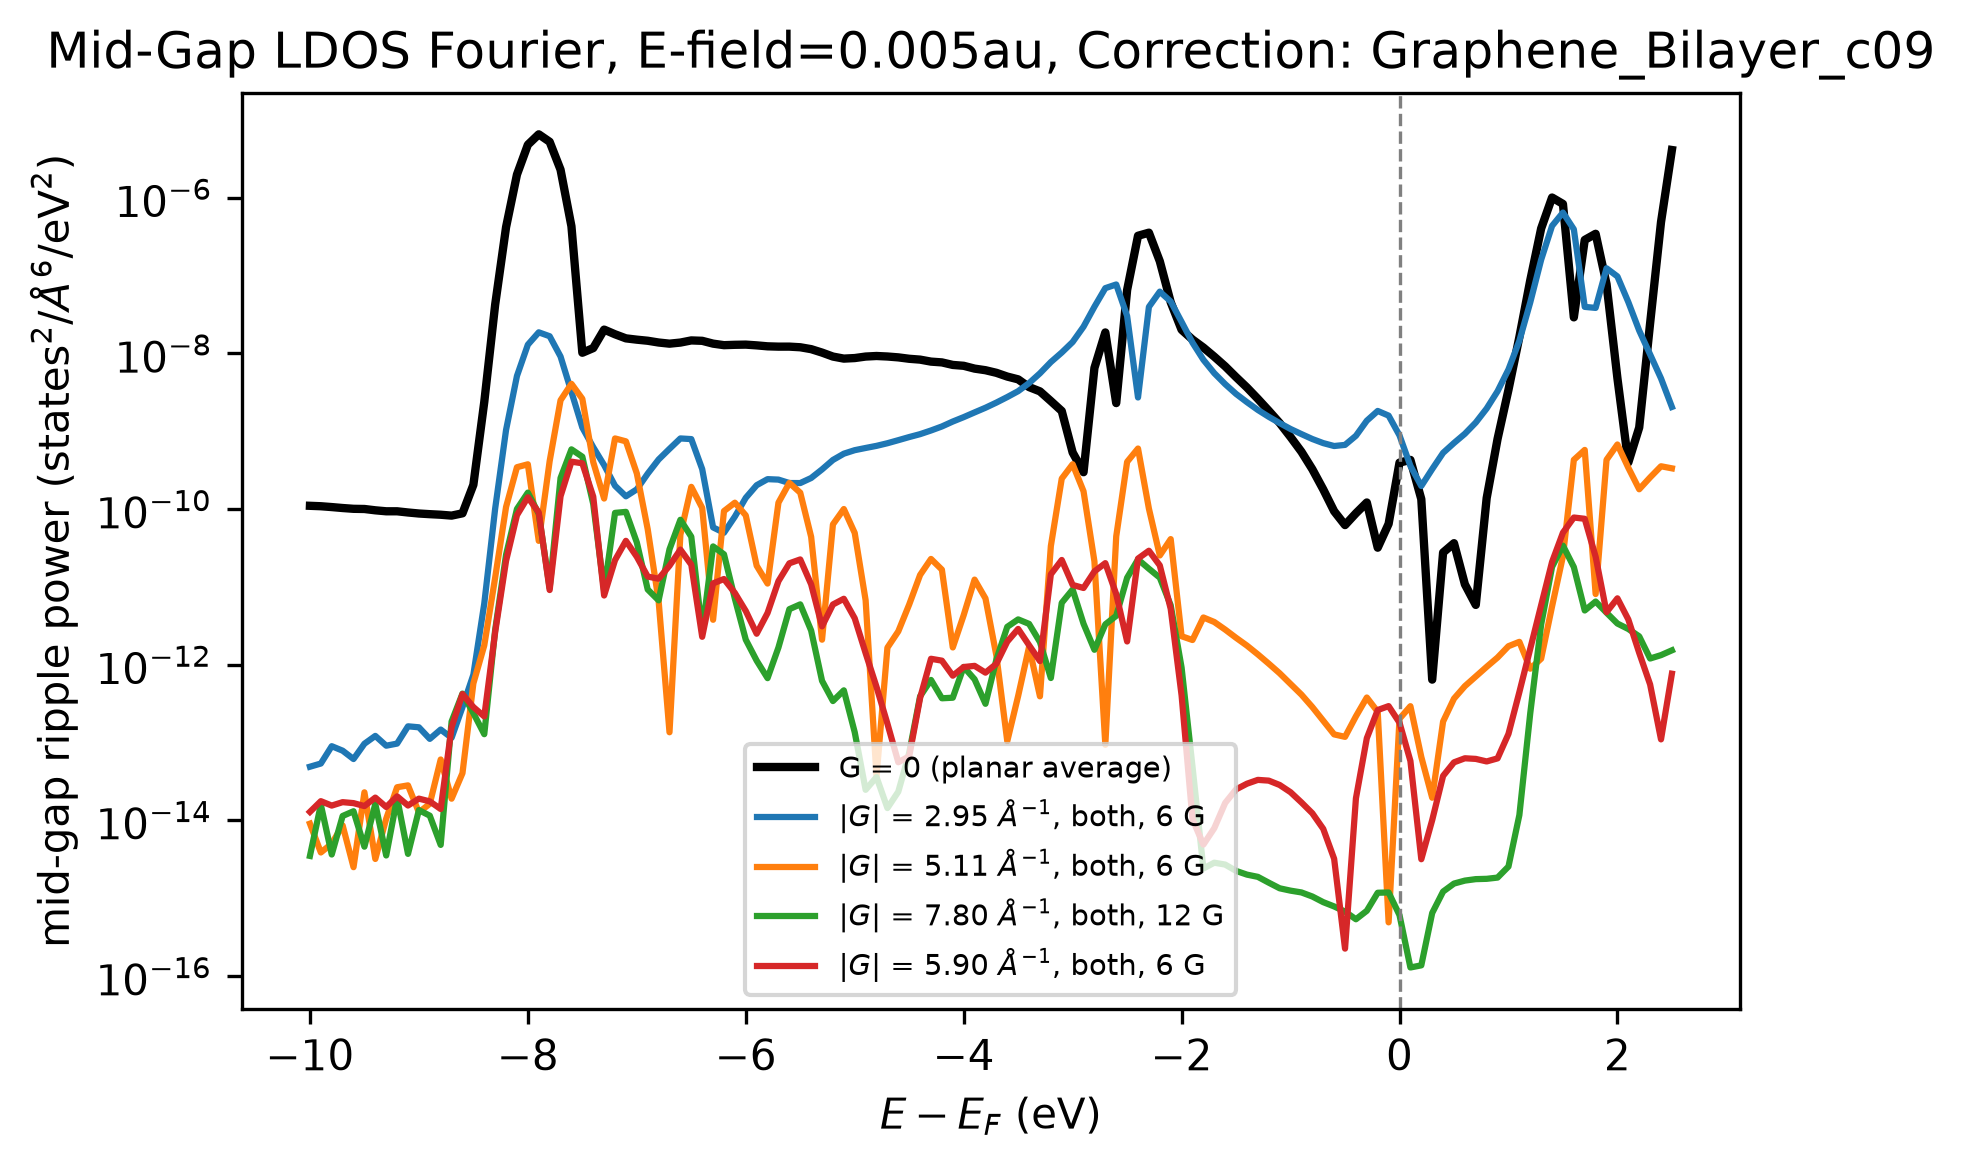 Mid-Gap LDOS Fourier, E-field=0.005au, Correction: Graphene_Bilayer_c09
mid-gap ripple power (states²/Å⁶/eV²)
10⁻⁶
10⁻⁸
10⁻¹⁰
10⁻¹²
10⁻¹⁴
10⁻¹⁶
G = 0 (planar average)
|G| = 2.95 Å⁻¹, both, 6 G
|G| = 5.11 Å⁻¹, both, 6 G
|G| = 7.80 Å⁻¹, both, 12 G
|G| = 5.90 Å⁻¹, both, 6 G
−10 −8 −6 −4 −2 0 2
E − E_F (eV)